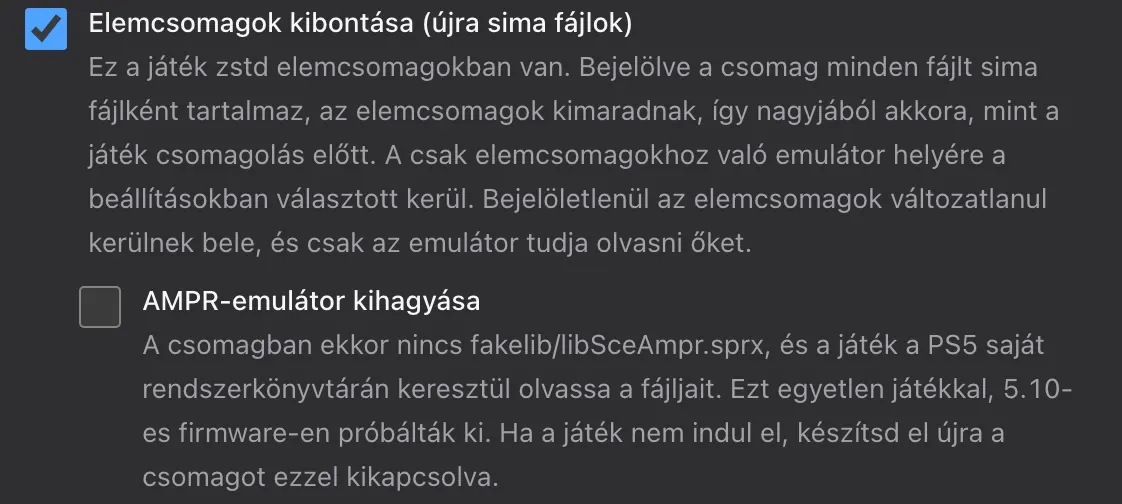 Elemcsomagok kibontása (újra sima fájlok)
Ez a játék zstd elemcsomagokban van. Bejelölve a csomag minden fájlt sima
fájlként tartalmaz, az elemcsomagok kimaradnak, így nagyjából akkora, mint a
játék csomagolás előtt. A csak elemcsomagokhoz való emulátor helyére a
beállításokban választott kerül. Bejelöletlenül az elemcsomagok változatlanul
kerülnek bele, és csak az emulátor tudja olvasni őket.
AMPR-emulátor kihagyása
A csomagban ekkor nincs fakelib/libSceAmpr.sprx, és a játék a PS5 saját
rendszerkönyvtárán keresztül olvassa a fájljait. Ezt egyetlen játékkal, 5.10-
es firmware-en próbálták ki. Ha a játék nem indul el, készítsd el újra a
csomagot ezzel kikapcsolva.